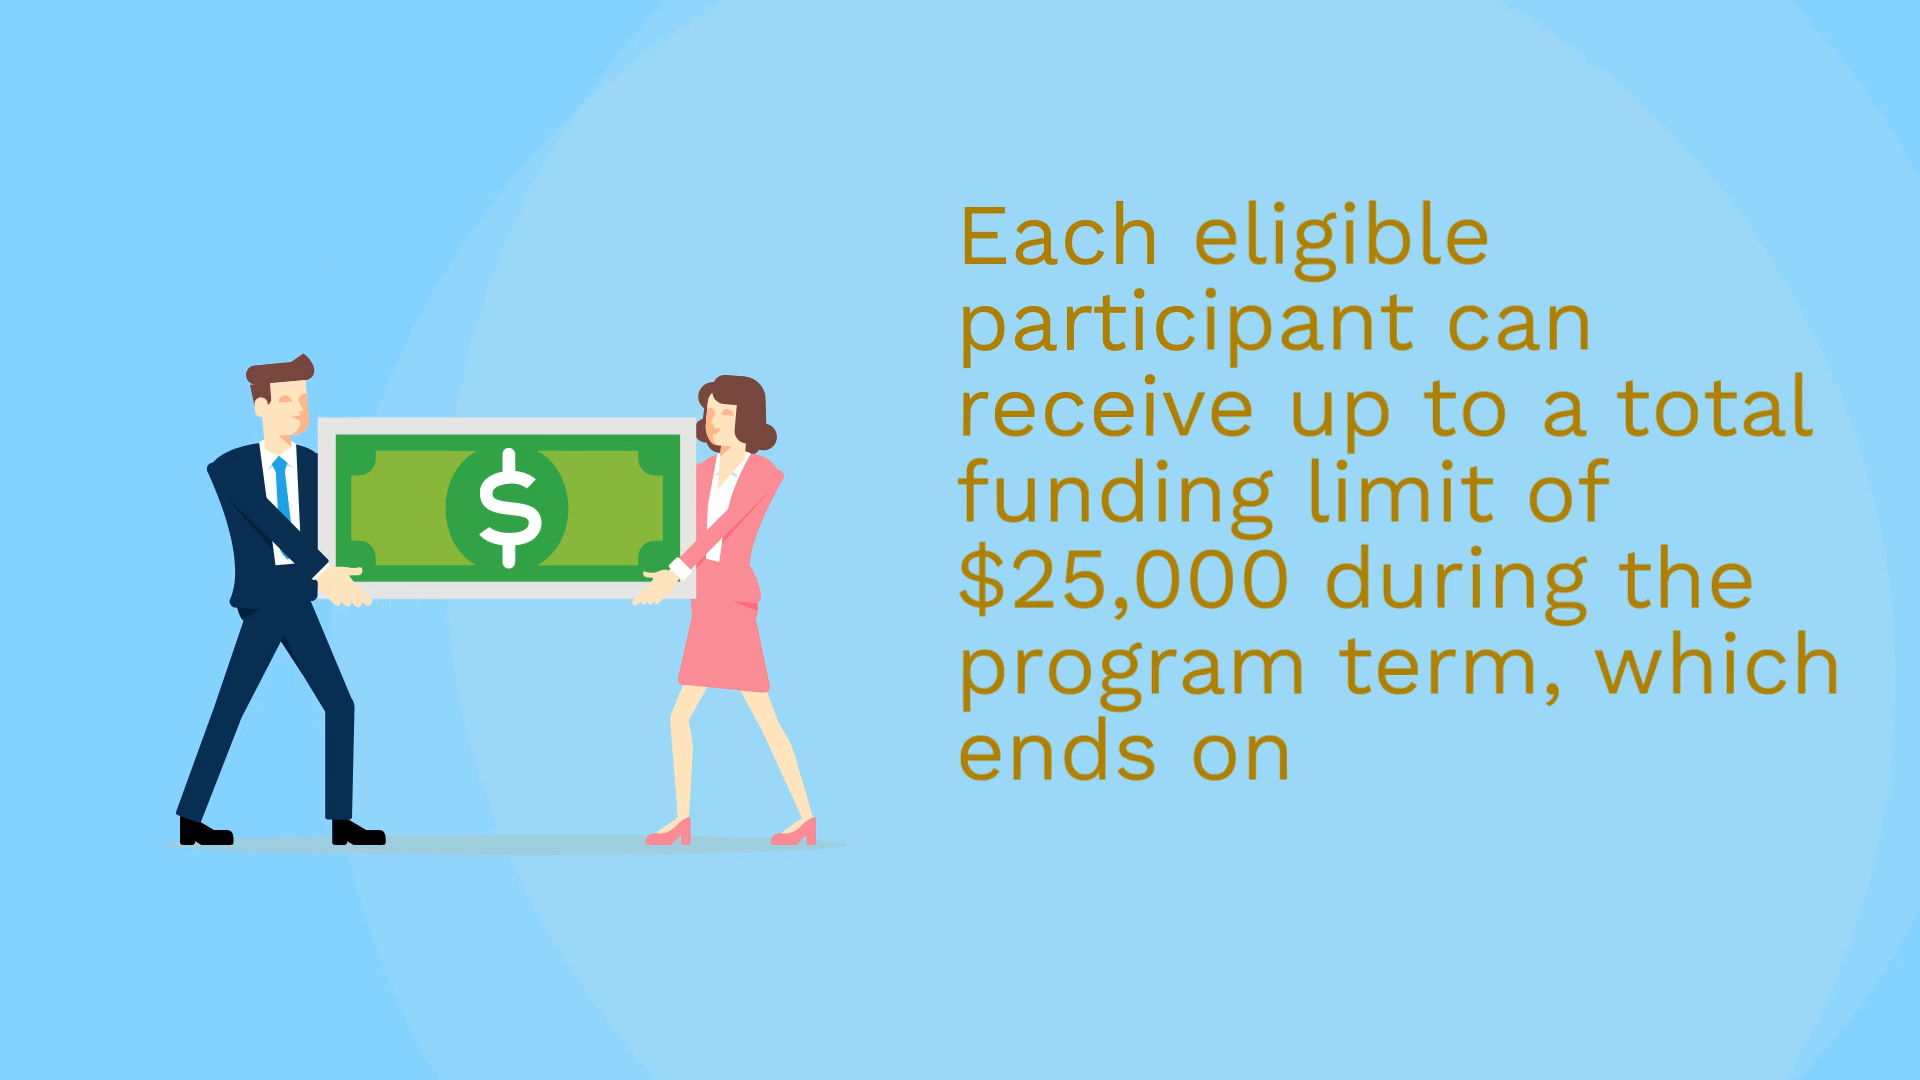 Each eligible
participant can
receive up to a total
funding limit of
$25,000 during the
program term, which
ends on
$